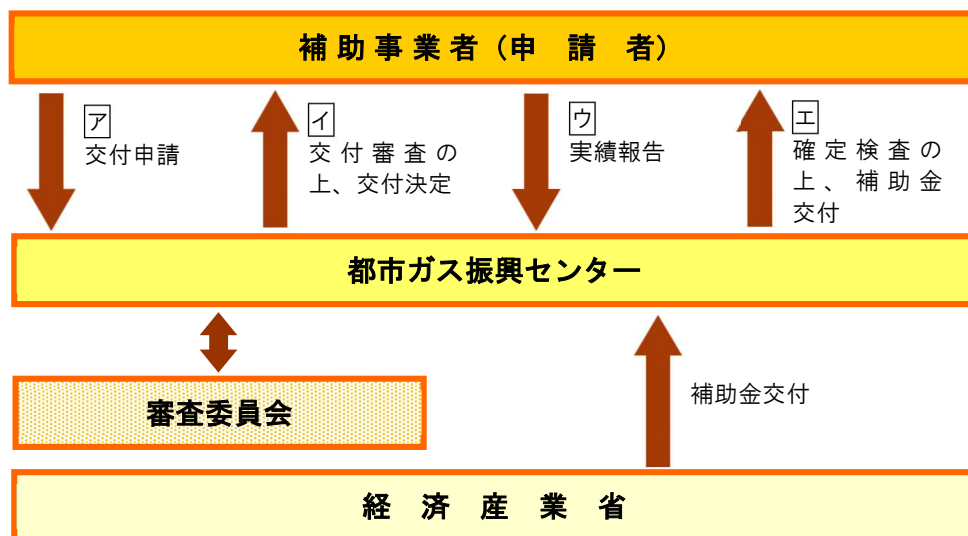 補助事業者（申　請　者）
ア
交付申請
イ
交付審査の
上、交付決定
ウ
実績報告
エ
確定検査の
上、補助金
交付
都市ガス振興センター
審査委員会
補助金交付
経　済　産　業　省